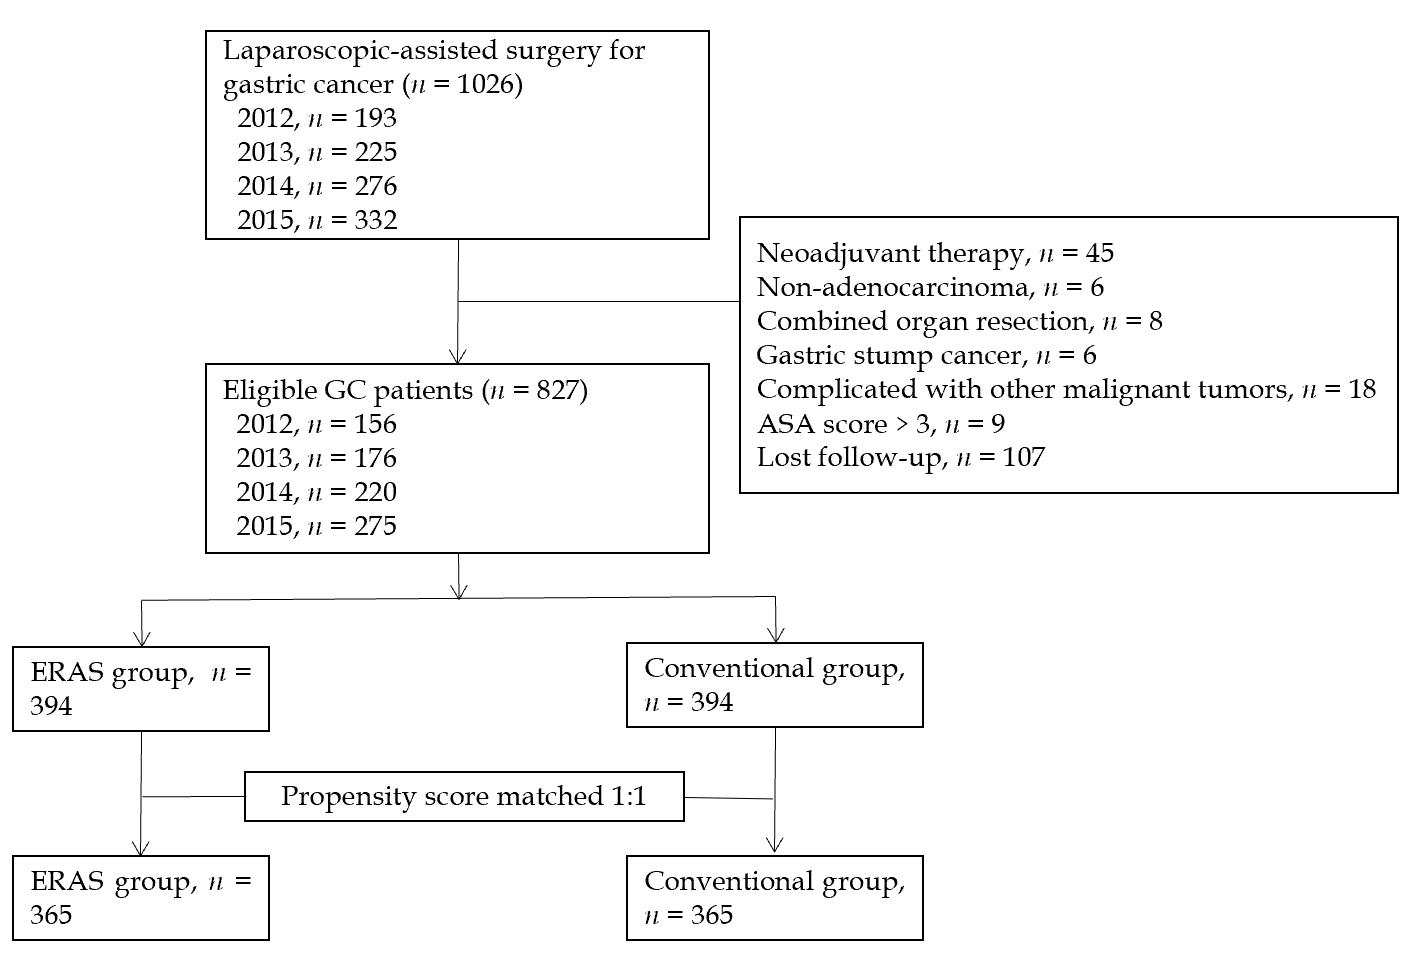 Laparoscopic-assisted surgery for
gastric cancer (n = 1026)
2012, n = 193
2013, n = 225
2014, n = 276
2015, n = 332
Neoadjuvant therapy, n = 45
Non-adenocarcinoma, n = 6
Combined organ resection, n = 8
Gastric stump cancer, n = 6
Complicated with other malignant tumors, n = 18
ASA score > 3, n = 9
Lost follow-up, n = 107
Eligible GC patients (n = 827)
2012, n = 156
2013, n = 176
2014, n = 220
2015, n = 275
ERAS group, n =
394
Conventional group,
n = 394
Propensity score matched 1:1
ERAS group, n =
365
Conventional group,
n = 365